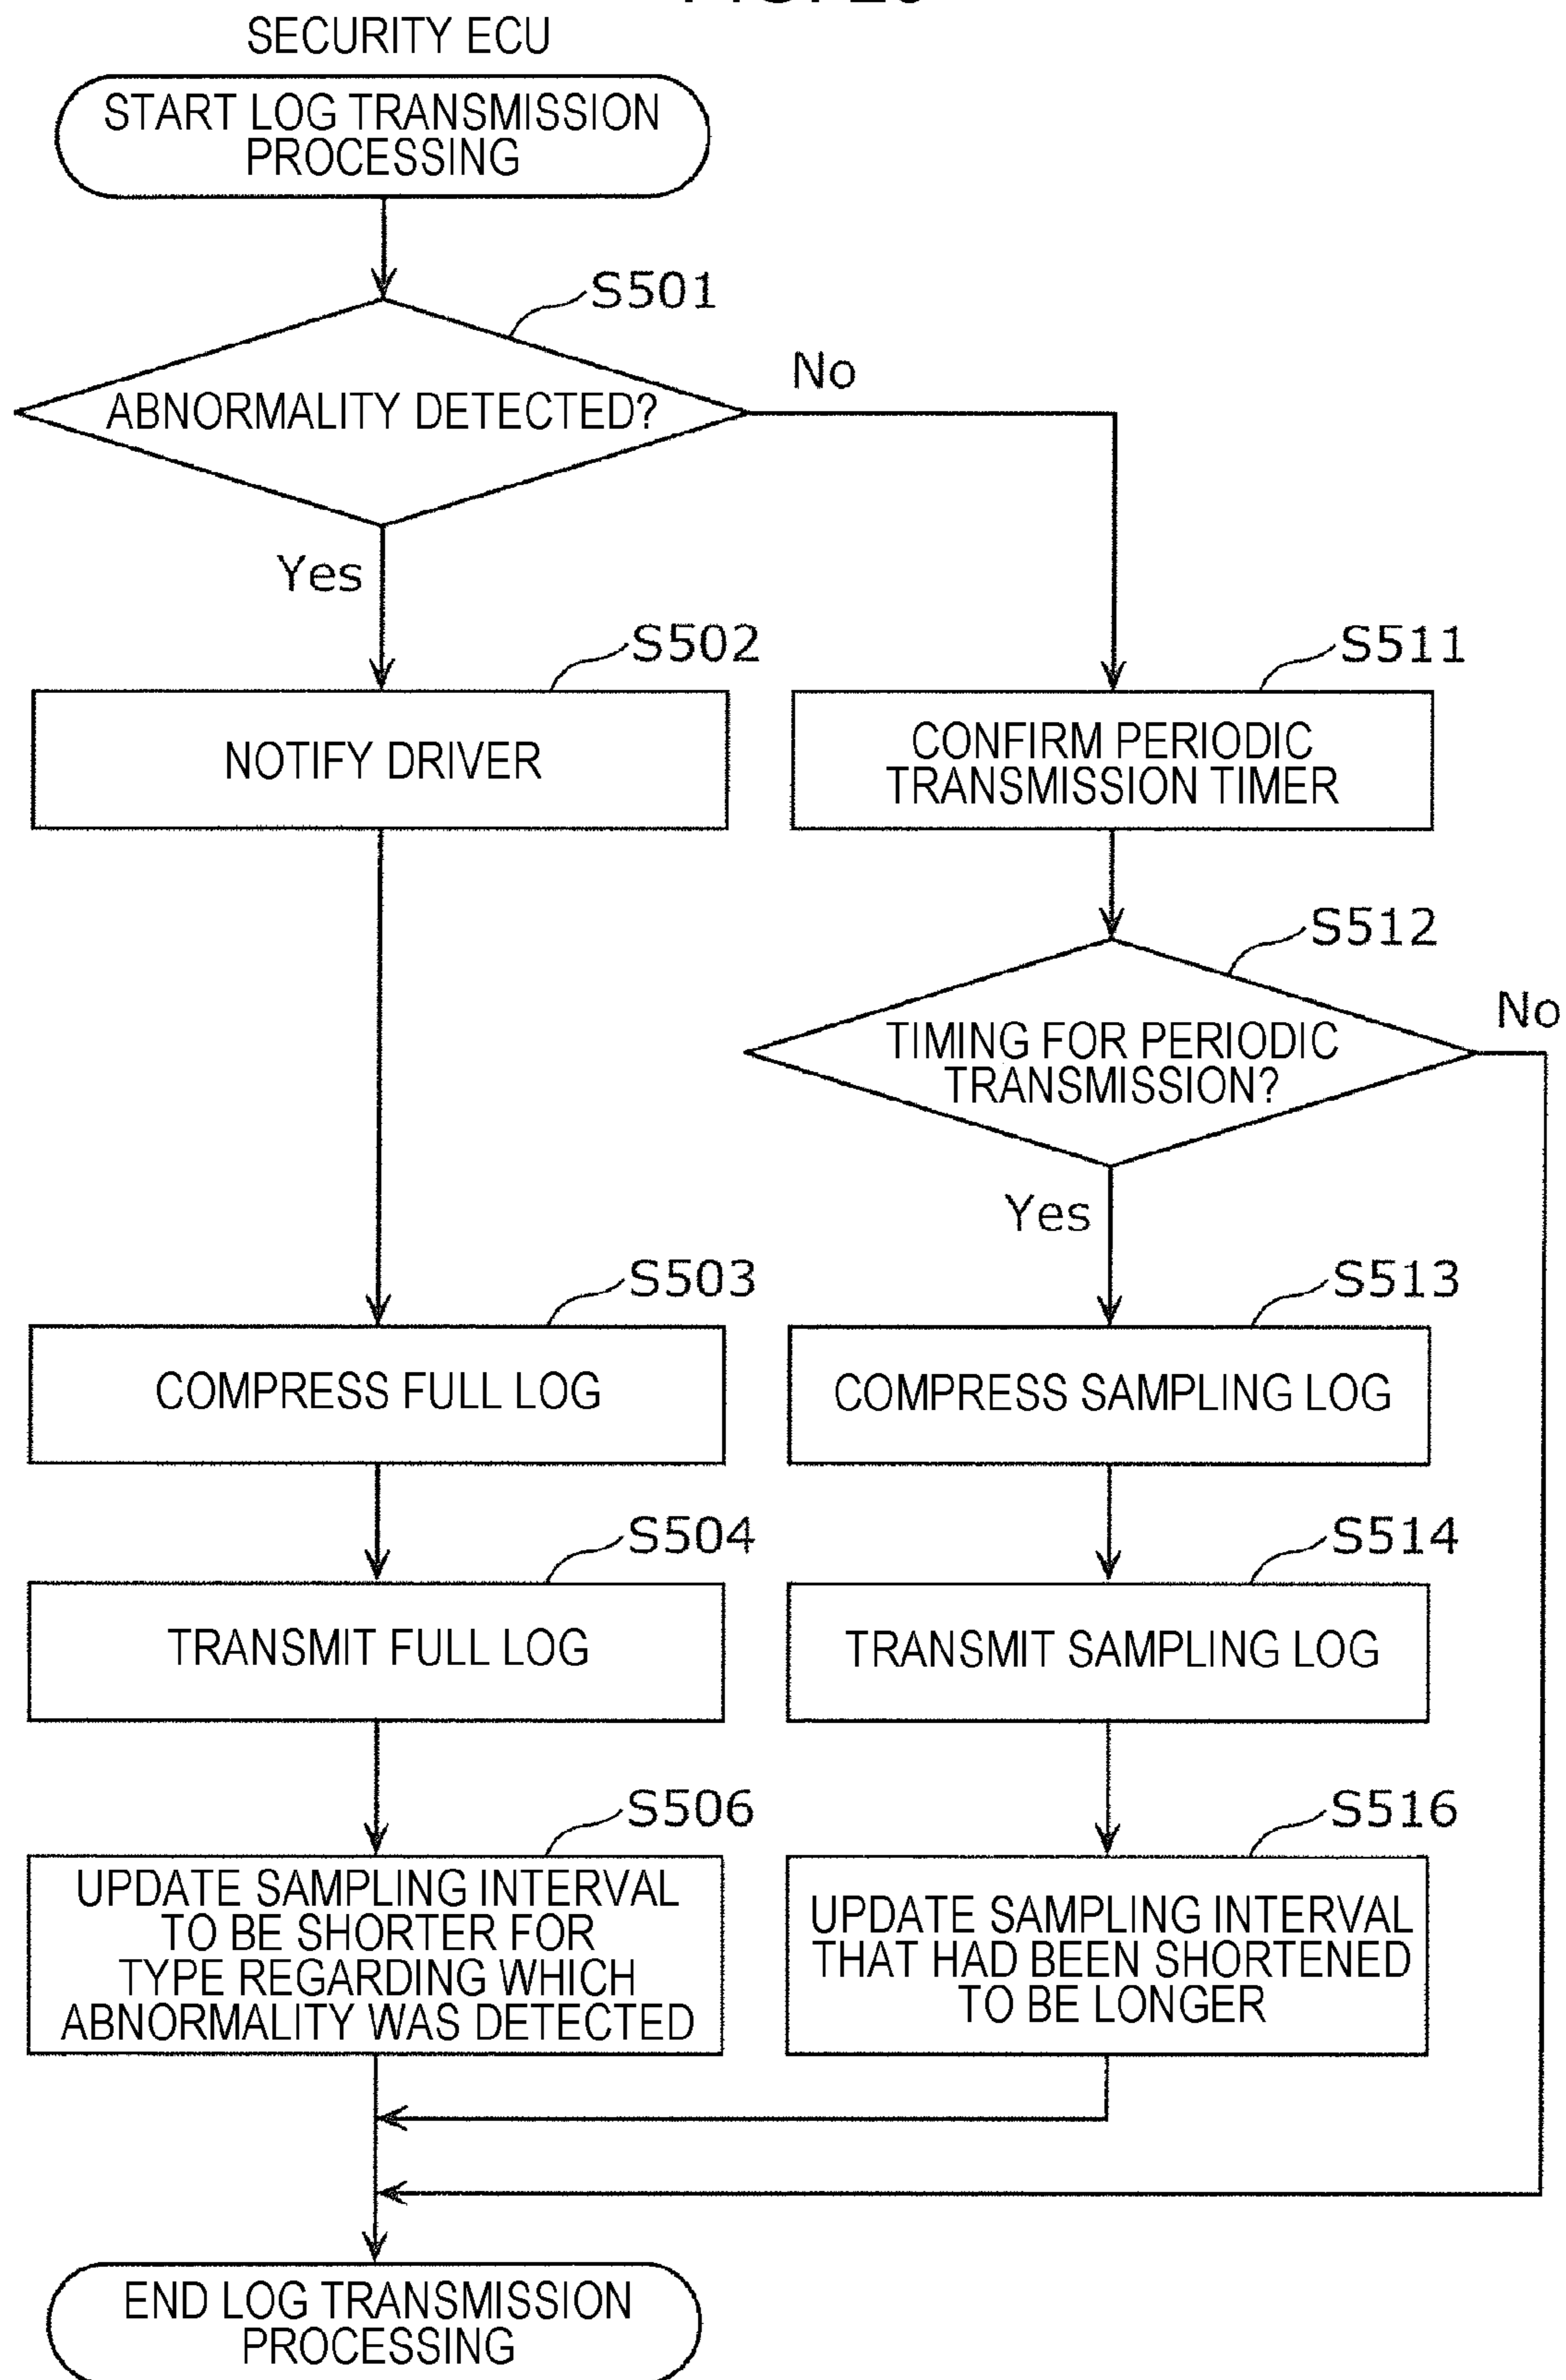 SECURITY ECU
START LOG TRANSMISSION
PROCESSING
S501
ABNORMALITY DETECTED?
No
Yes
S502
NOTIFY DRIVER
S511
CONFIRM PERIODIC
TRANSMISSION TIMER
S512
TIMING FOR PERIODIC
TRANSMISSION?
No
Yes
S503
COMPRESS FULL LOG
S513
COMPRESS SAMPLING LOG
S504
TRANSMIT FULL LOG
S514
TRANSMIT SAMPLING LOG
S506
UPDATE SAMPLING INTERVAL
TO BE SHORTER FOR
TYPE REGARDING WHICH
ABNORMALITY WAS DETECTED
S516
UPDATE SAMPLING INTERVAL
THAT HAD BEEN SHORTENED
TO BE LONGER
END LOG TRANSMISSION
PROCESSING